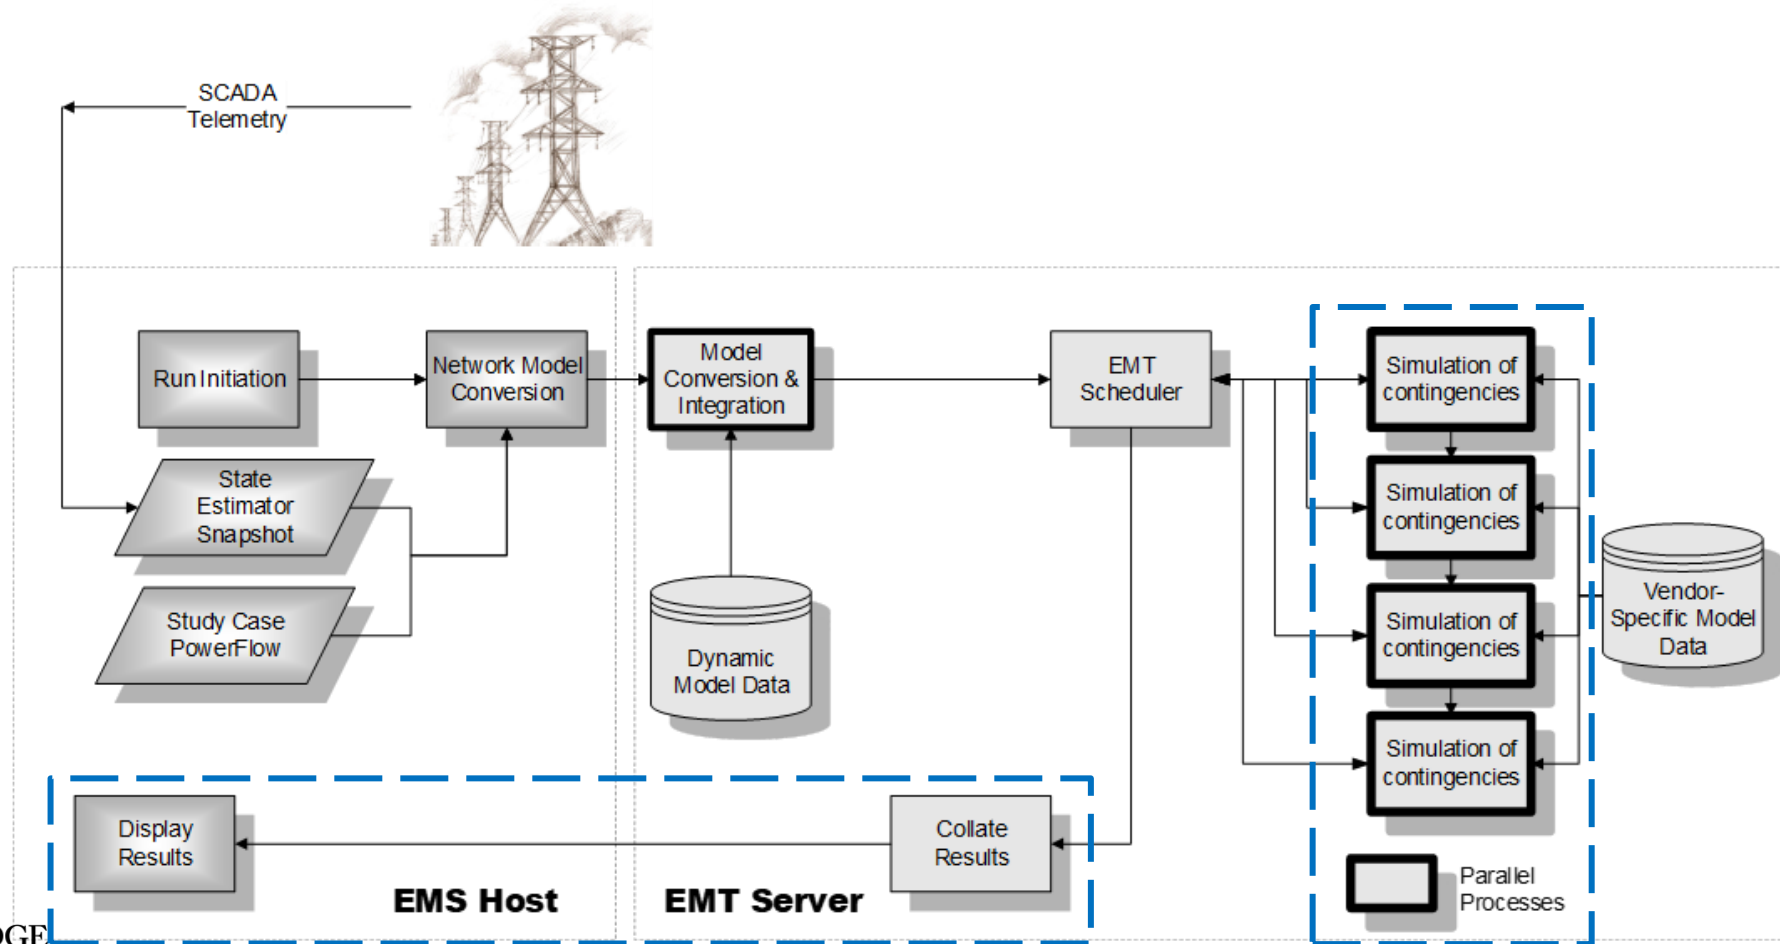 SCADA
Telemetry
Run Initiation
Network Model
Conversion
Model
Conversion &
Integration
EMT
Scheduler
Simulation of
contingencies
State
Estimator
Snapshot
Simulation of
contingencies
Study Case
PowerFlow
Dynamic
Model Data
Simulation of
contingencies
Vendor-
Specific Model
Data
Simulation of
contingencies
Display
Results
Collate
Results
EMS Host
EMT Server
Parallel
Processes